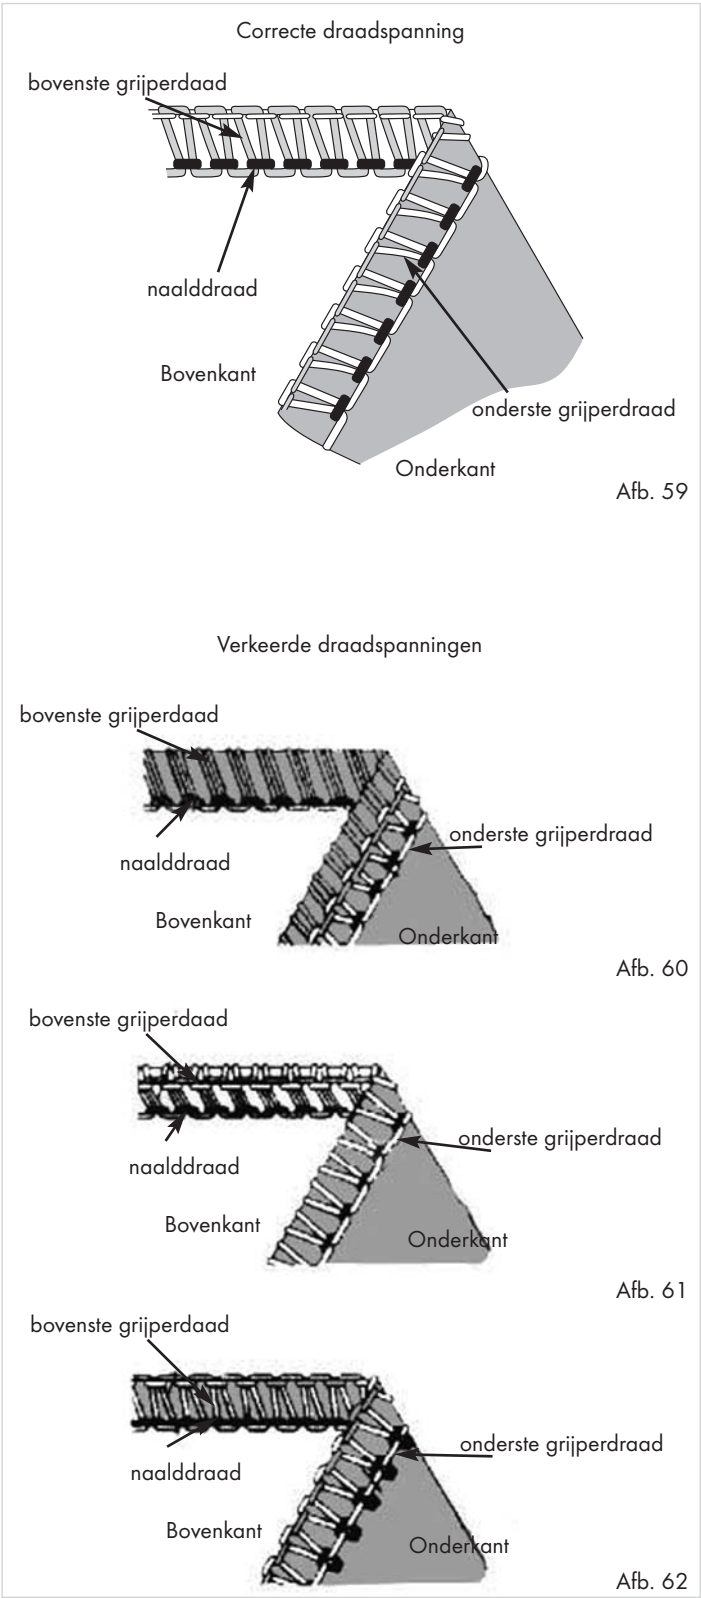 Correcte draadspanning
bovenste grijperdaad
naalddraad
Bovenkant
onderste grijperdraad
Onderkant
Afb. 59
Verkeerde draadspanningen
bovenste grijperdaad
onderste grijperdraad
naalddraad
Bovenkant
Onderkant
Afb. 60
bovenste grijperdaad
onderste grijperdraad
naalddraad
Bovenkant
Onderkant
Afb. 61
bovenste grijperdaad
onderste grijperdraad
naalddraad
Bovenkant
Onderkant
Afb. 62